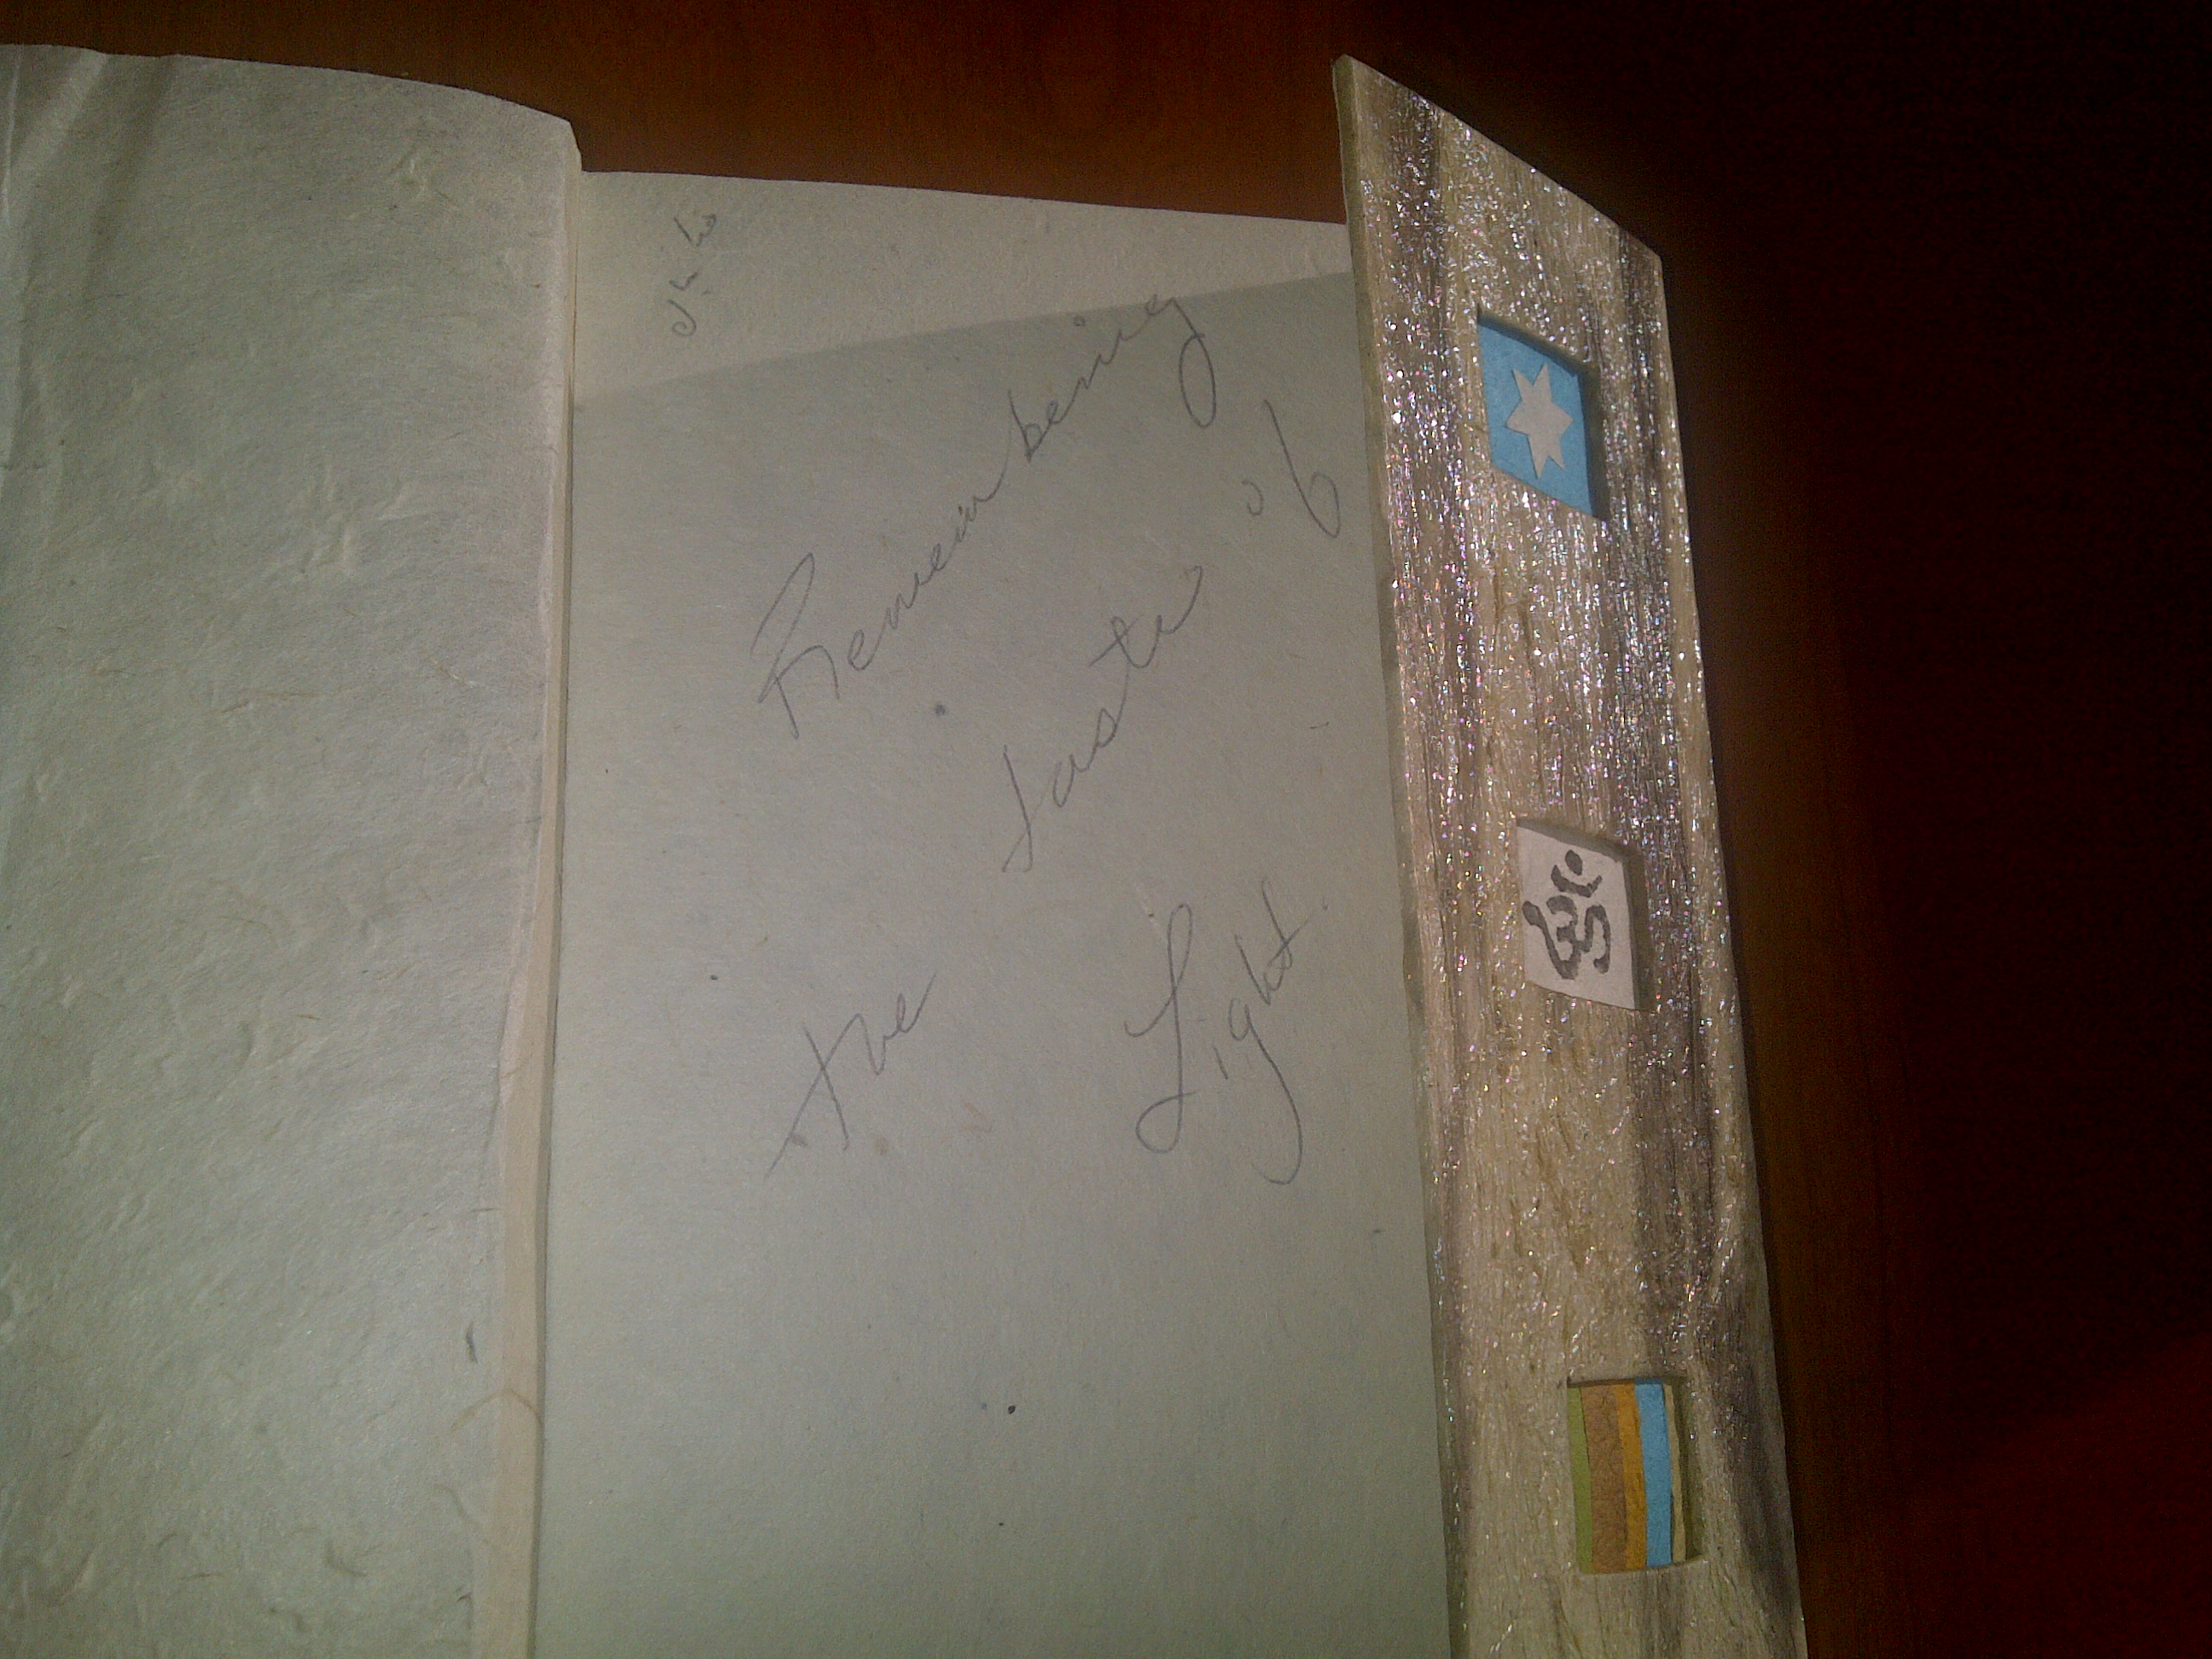 Remembering
the taste of
Light.